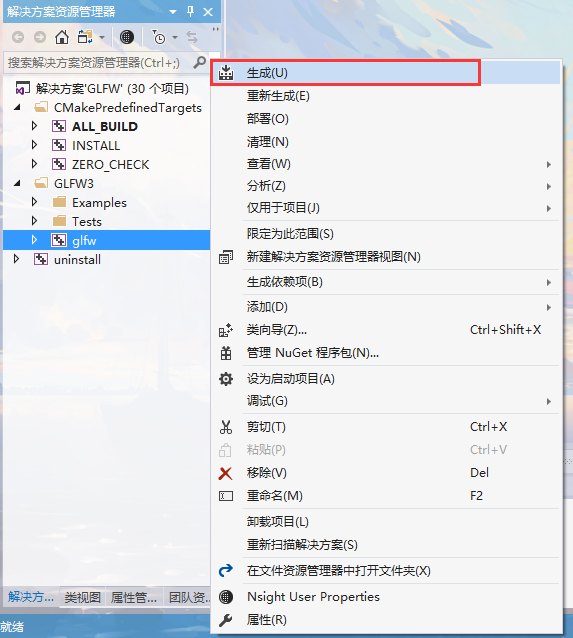 解决方案资源管理器
搜索解决方案资源管理器(Ctrl+;)
解决方案'GLFW' (30 个项目)
CMakePredefinedTargets
ALL_BUILD
INSTALL
ZERO_CHECK
GLFW3
Examples
Tests
glfw
uninstall
生成(U)
重新生成(E)
部署(O)
清理(N)
查看(W)
分析(Z)
仅用于项目(J)
限定为此范围(S)
新建解决方案资源管理器视图(N)
生成依赖项(B)
添加(D)
类向导(Z)... Ctrl+Shift+X
管理 NuGet 程序包(N)...
设为启动项目(A)
调试(G)
剪切(T) Ctrl+X
粘贴(P) Ctrl+V
移除(V) Del
重命名(M) F2
卸载项目(L)
重新扫描解决方案(S)
在文件资源管理器中打开文件夹(X)
Nsight User Properties
属性(R)
解决方... 类视图 属性管... 团队资...
就绪